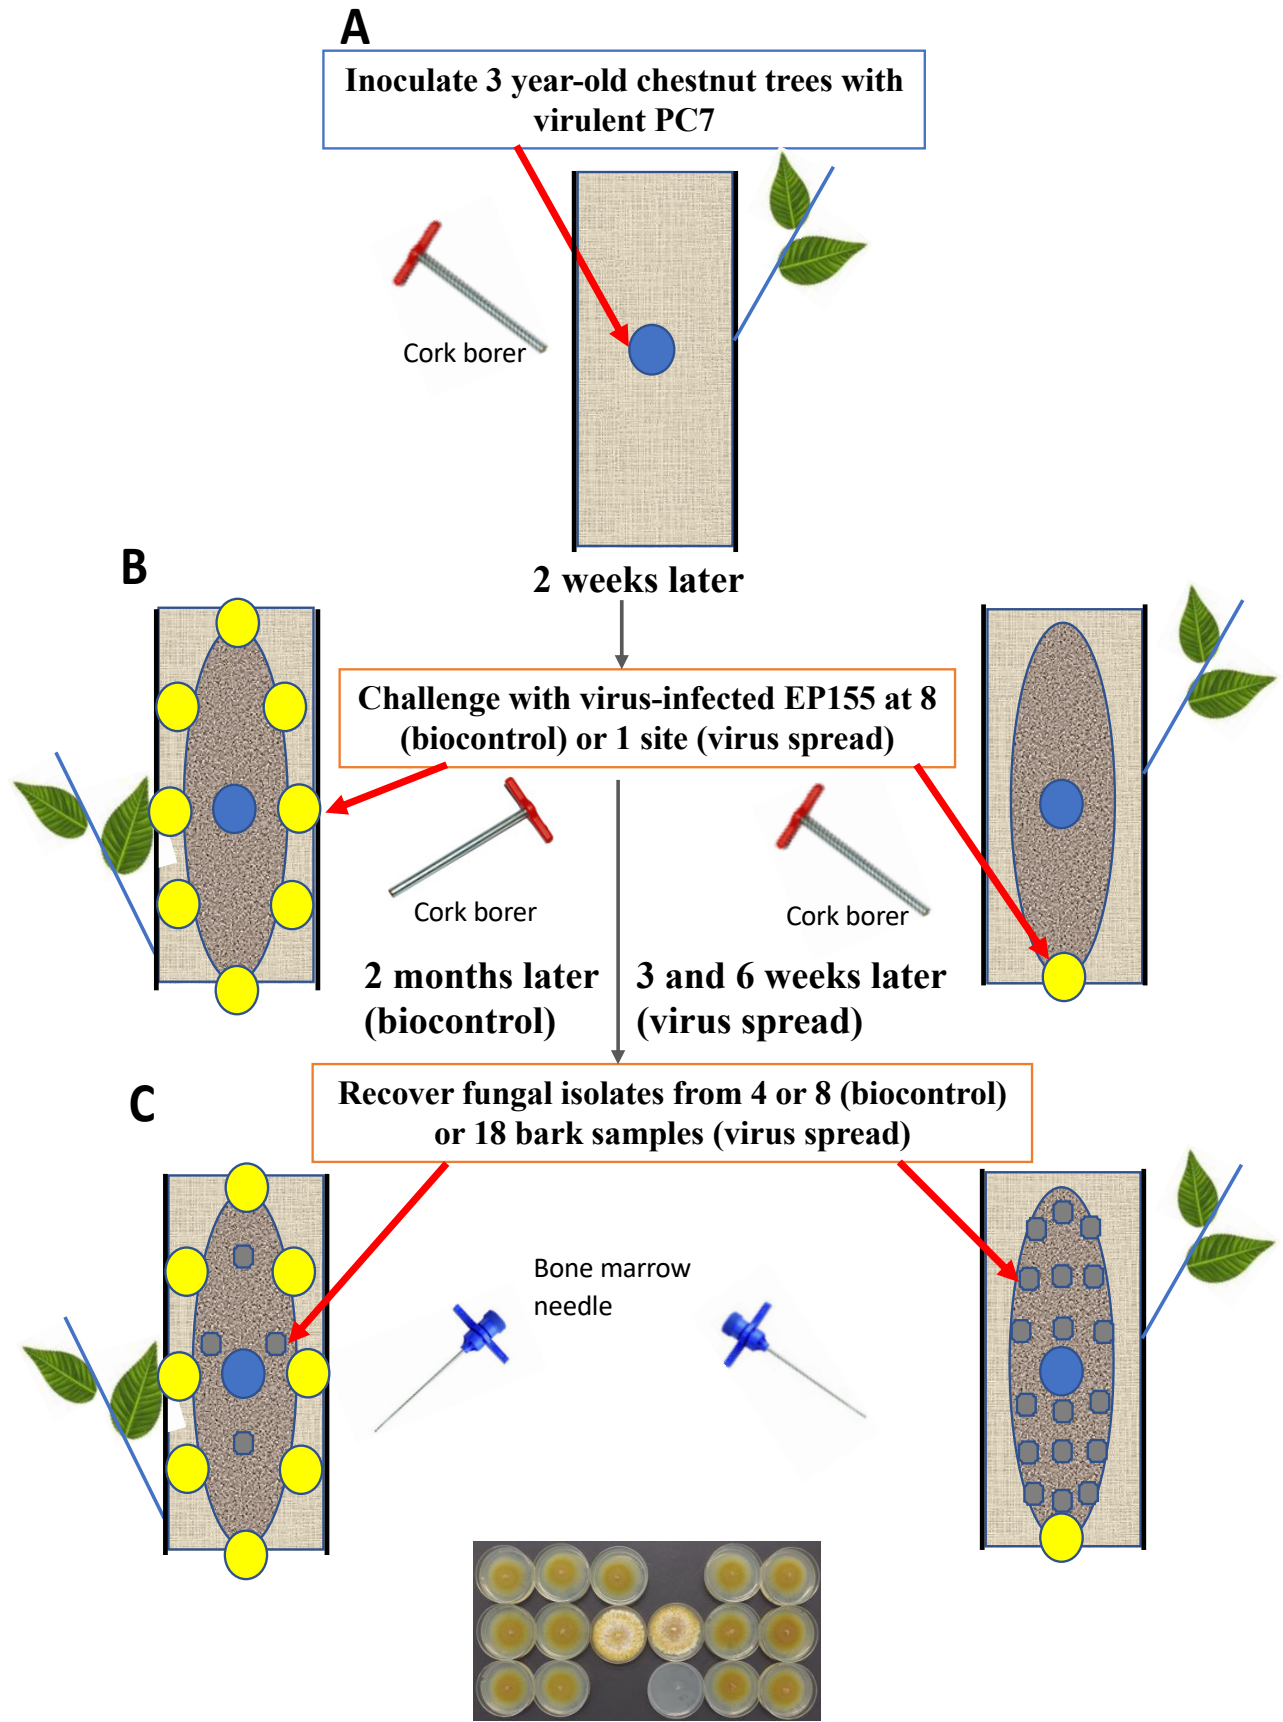 A
Inoculate 3 year-old chestnut trees with
virulent PC7
Cork borer
B
2 weeks later
Challenge with virus-infected EP155 at 8
(biocontrol) or 1 site (virus spread)
Cork borer
Cork borer
2 months later
(biocontrol)
3 and 6 weeks later
(virus spread)
C
Recover fungal isolates from 4 or 8 (biocontrol)
or 18 bark samples (virus spread)
Bone marrow
needle